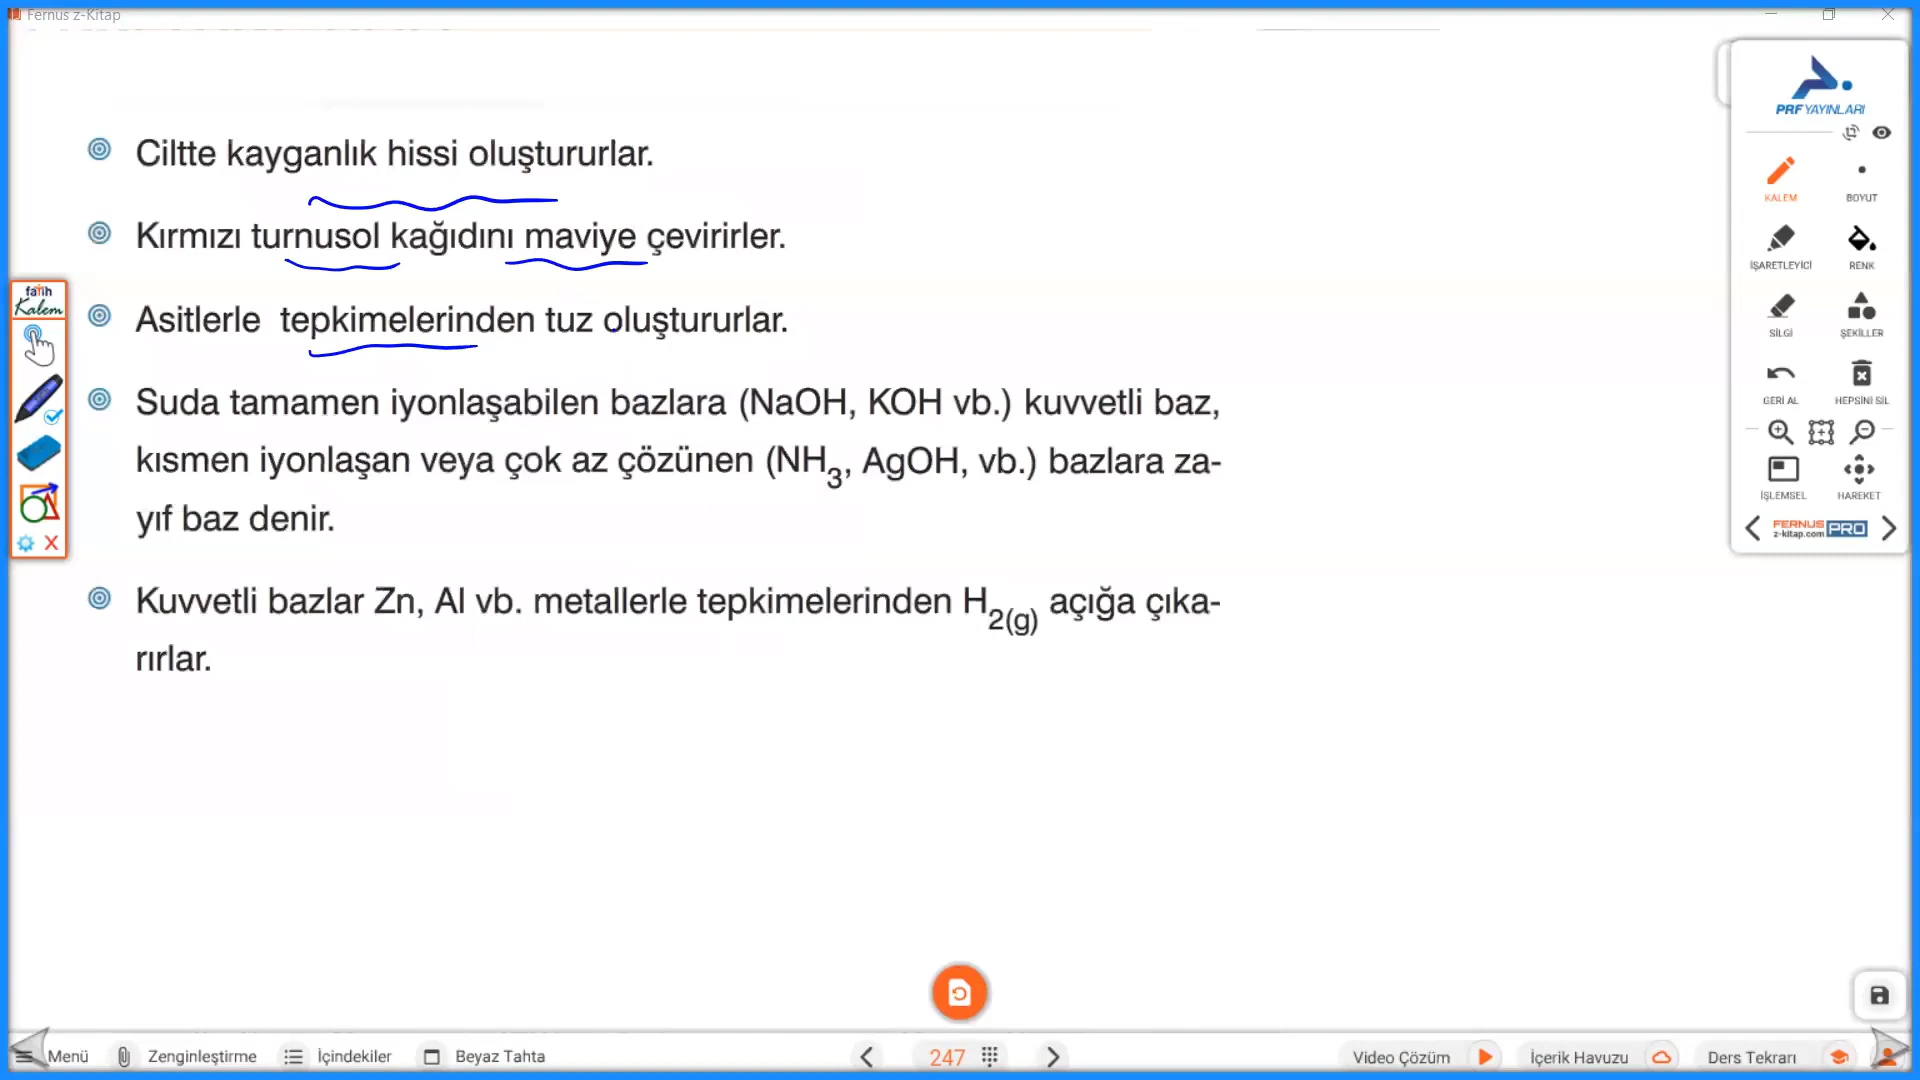 Fernus z-Kitap
Ciltte kayganlık hissi oluştururlar.
Kırmızı turnusol kağıdını maviye çevirirler.
Asitlerle tepkimelerinden tuz oluştururlar.
Suda tamamen iyonlaşabilen bazlara (NaOH, KOH vb.) kuvvetli baz,
kısmen iyonlaşan veya çok az çözünen (NH₃, AgOH, vb.) bazlara za-
yıf baz denir.
Kuvvetli bazlar Zn, Al vb. metallerle tepkimelerinden H₂(g) açığa çıka-
rırlar.
fatih
Kalem
PRF YAYINLARI
KALEM BOYUT
İŞARETLEYİCİ RENK
SİLGİ ŞEKİLLER
GERİ AL HEPSİNİ SİL
İŞLEMSEL HAREKET
FERNUS PRO
z-kitap.com
Menü Zenginleştirme İçindekiler Beyaz Tahta 247 Video Çözüm İçerik Havuzu Ders Tekrarı